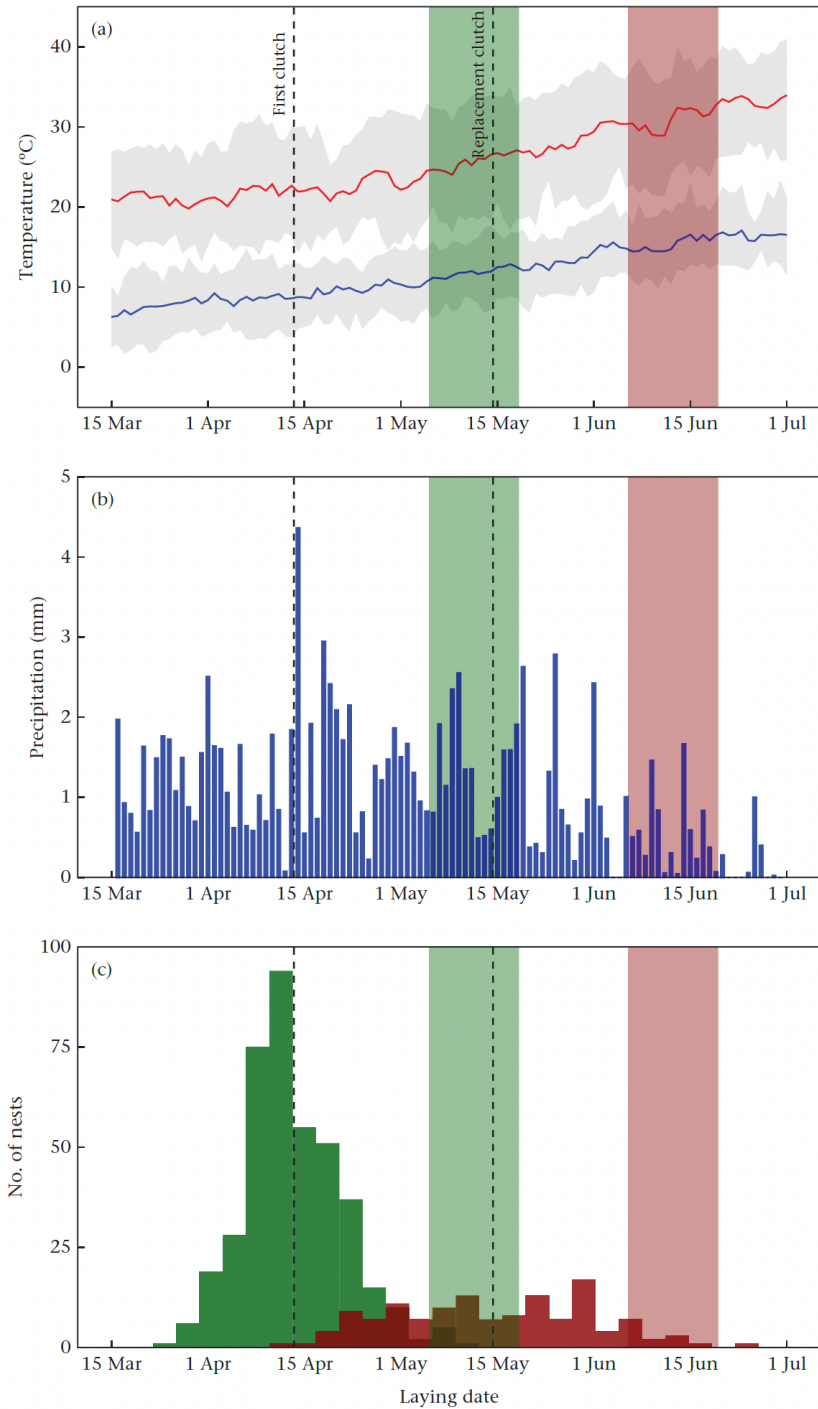 (a)
First clutch
Replacement clutch
Temperature (ºC)
40
30
20
10
0
15 Mar 1 Apr 15 Apr 1 May 15 May 1 Jun 15 Jun 1 Jul
(b)
Precipitation (mm)
5
4
3
2
1
0
15 Mar 1 Apr 15 Apr 1 May 15 May 1 Jun 15 Jun 1 Jul
(c)
No. of nests
100
75
50
25
0
15 Mar 1 Apr 15 Apr 1 May 15 May 1 Jun 15 Jun 1 Jul
Laying date